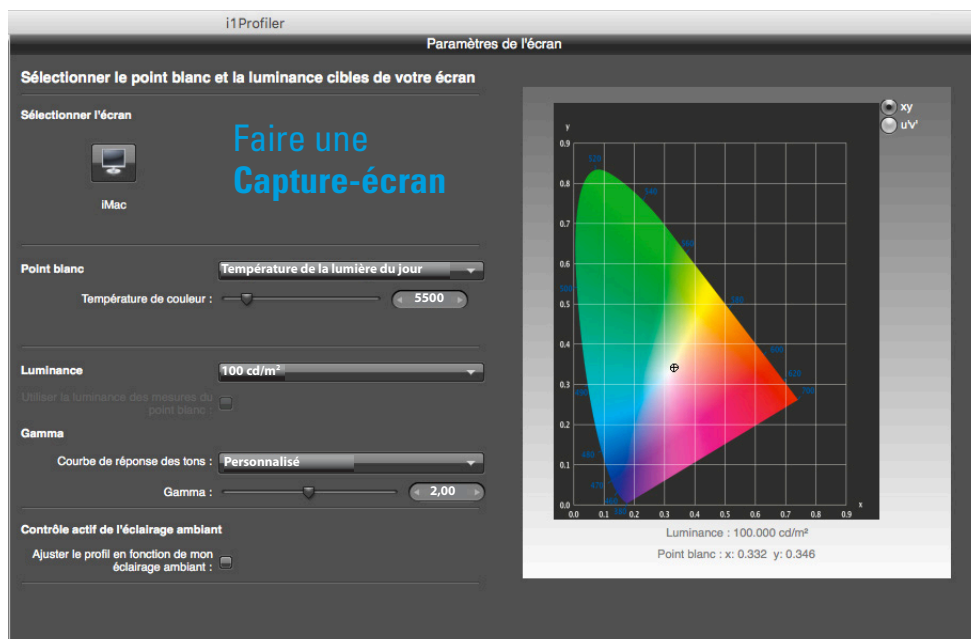 i1Profiler
Paramètres de l'écran
Sélectionner le point blanc et la luminance cibles de votre écran
Sélectionner l'écran
Faire une
Capture-écran
iMac
Point blanc
Température de la lumière du jour
Température de couleur :
5500
Luminance
100 cd/m²
Utiliser la luminance des mesures du
point blanc :
Gamma
Courbe de réponse des tons :
Personnalisé
Gamma :
2,00
Contrôle actif de l'éclairage ambiant
Ajuster le profil en fonction de mon
éclairage ambiant :
xy
u'v'
y
0.9
520
0.8
540
0.7
560
0.6
500
580
0.5
0.4
600
620
0.3
490
700
0.2
480
0.1
470
460
0.0
380
x
0.0 0.1 0.2 0.3 0.4 0.5 0.6 0.7 0.8 0.9
Luminance : 100.000 cd/m²
Point blanc : x: 0.332 y: 0.346